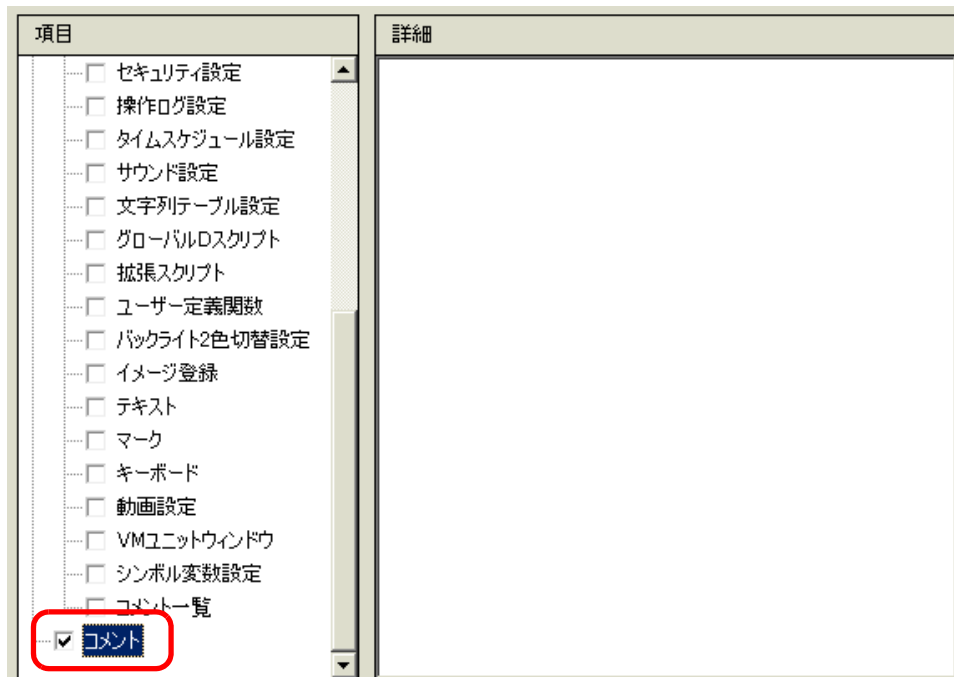 項目
詳細
セキュリティ設定
操作ログ設定
タイムスケジュール設定
サウンド設定
文字列テーブル設定
グローバルDスクリプト
拡張スクリプト
ユーザー定義関数
バックライト2色切替設定
イメージ登録
テキスト
マーク
キーボード
動画設定
VMユニットウィンドウ
シンボル変数設定
コメント一覧
コメント